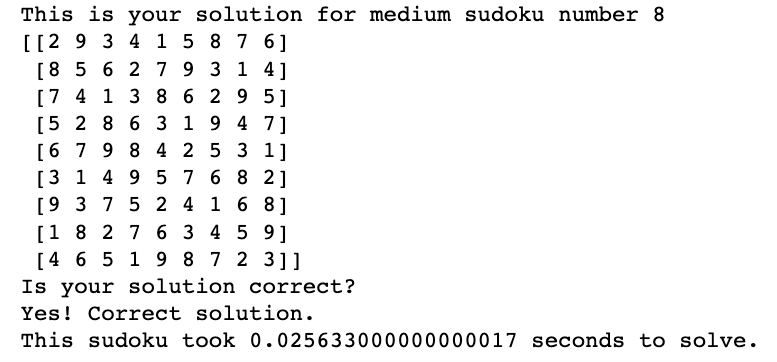 This is your solution for medium sudoku number 8
[[2 9 3 4 1 5 8 7 6]
 [8 5 6 2 7 9 3 1 4]
 [7 4 1 3 8 6 2 9 5]
 [5 2 8 6 3 1 9 4 7]
 [6 7 9 8 4 2 5 3 1]
 [3 1 4 9 5 7 6 8 2]
 [9 3 7 5 2 4 1 6 8]
 [1 8 2 7 6 3 4 5 9]
 [4 6 5 1 9 8 7 2 3]]
Is your solution correct?
Yes! Correct solution.
This sudoku took 0.025633000000000017 seconds to solve.